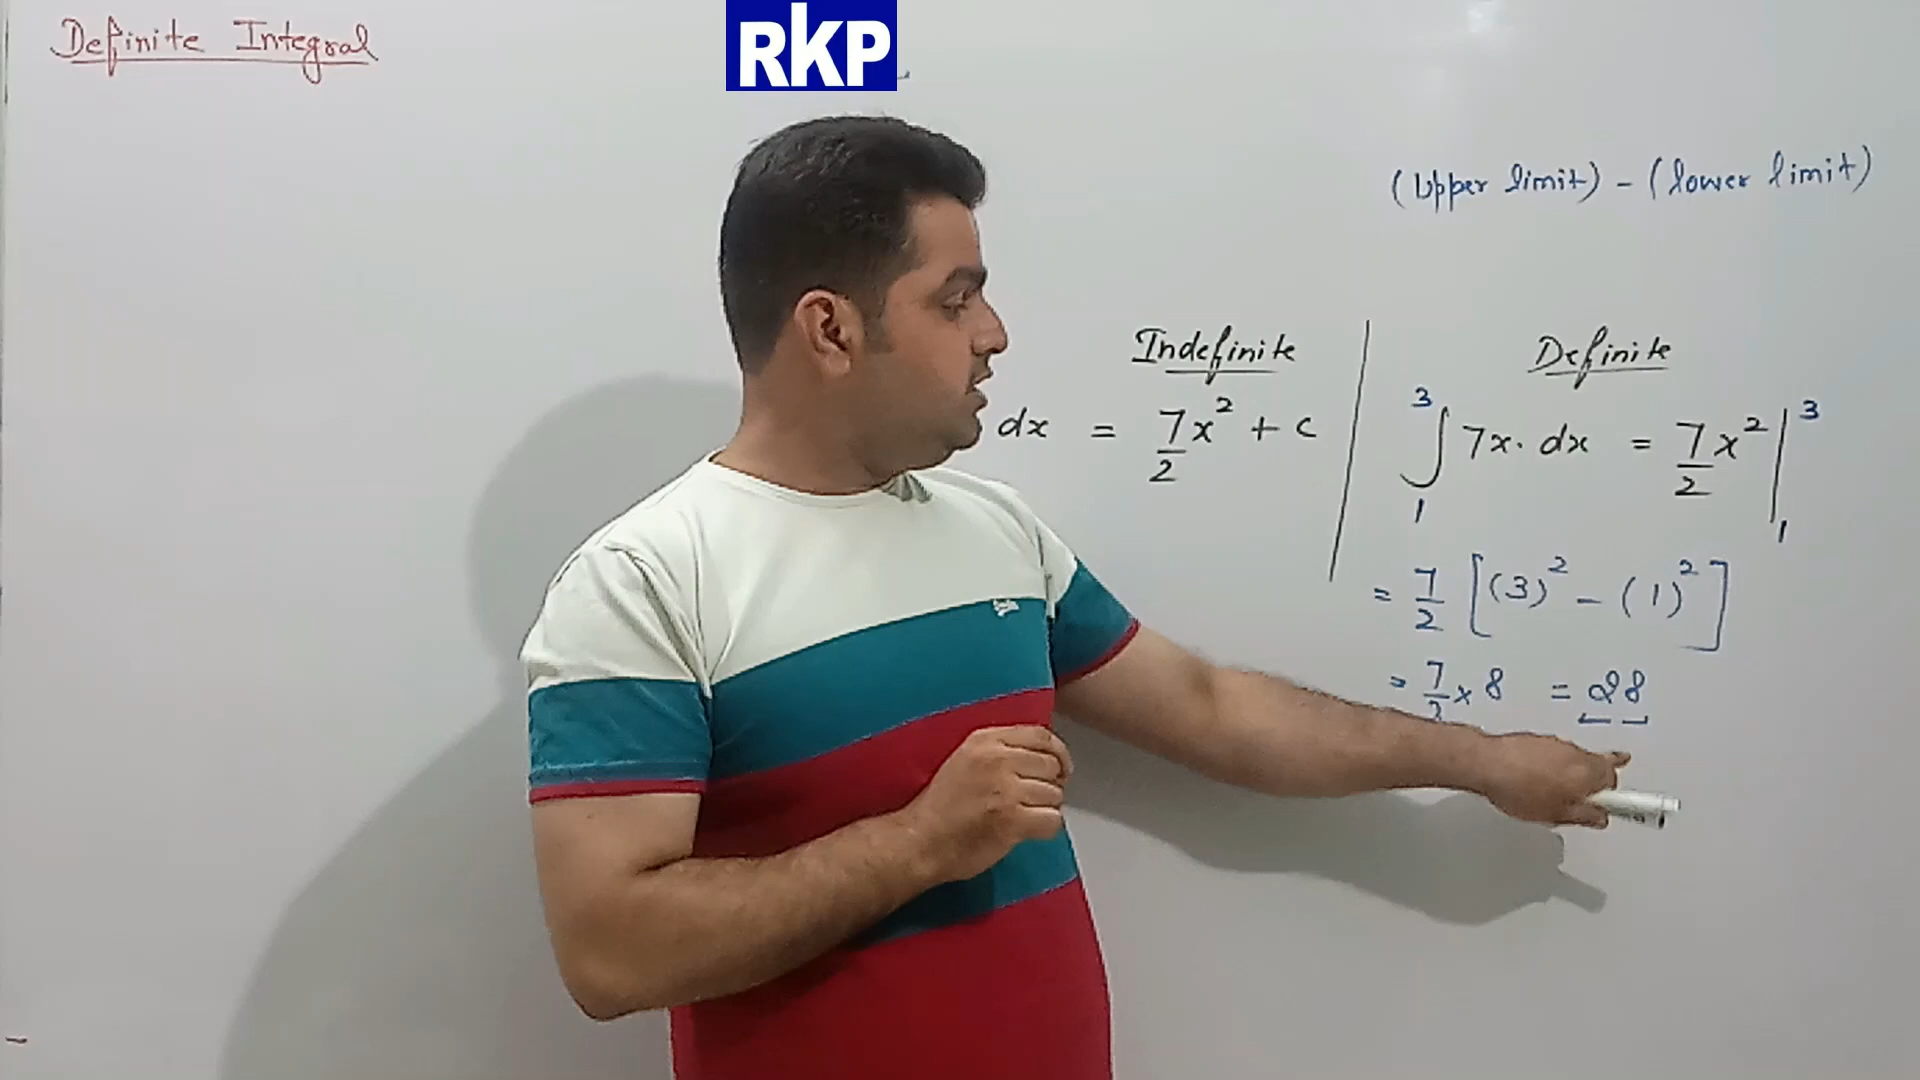 RKP
Definite Integral
(Upper limit) - (lower limit)
Indefinite
dx = 7/2 x² + c
Definite
∫₁³ 7x. dx = 7/2 x² |₁³
= 7/2 [(3)² - (1)²]
= 7/2 x 8 = 28